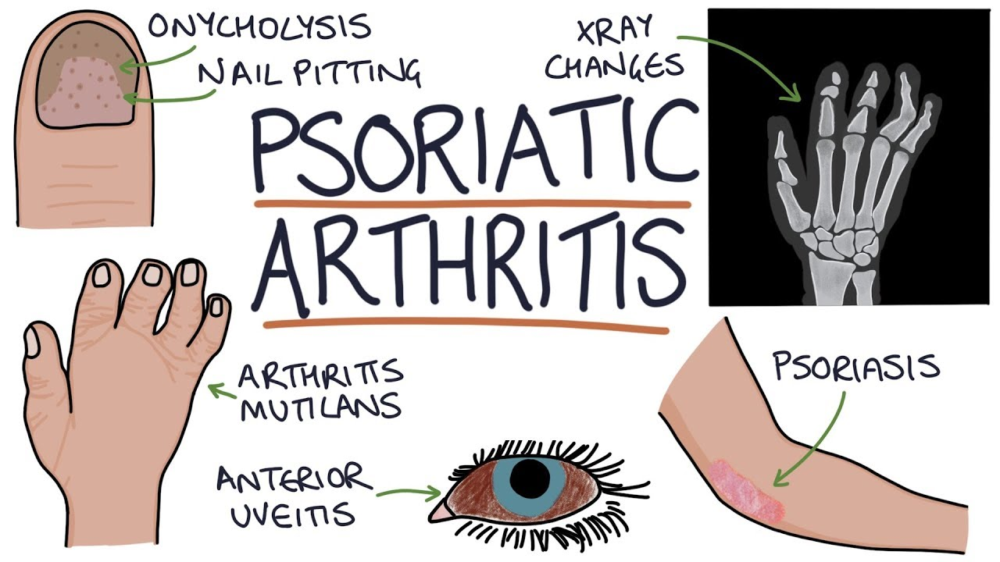 ONYCHOLYSIS
NAIL PITTING
XRAY
CHANGES
PSORIATIC
ARTHRITIS
ARTHRITIS
MUTILANS
PSORIASIS
ANTERIOR
UVEITIS